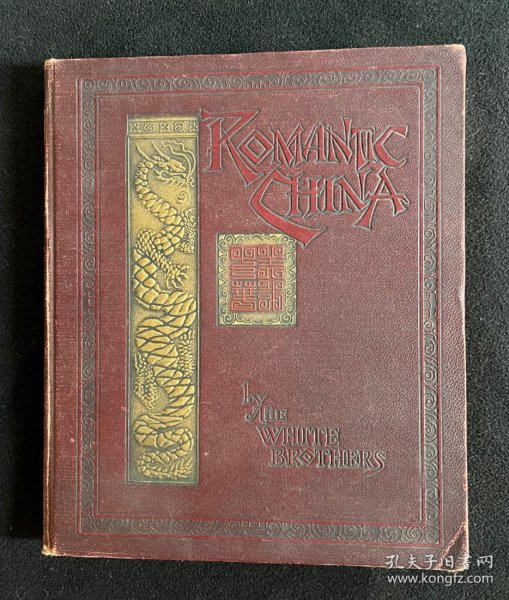 ROMANTIC
CHINA
by THE
WHITE
BROTHERS
孔夫子旧书网
www.kongfz.com